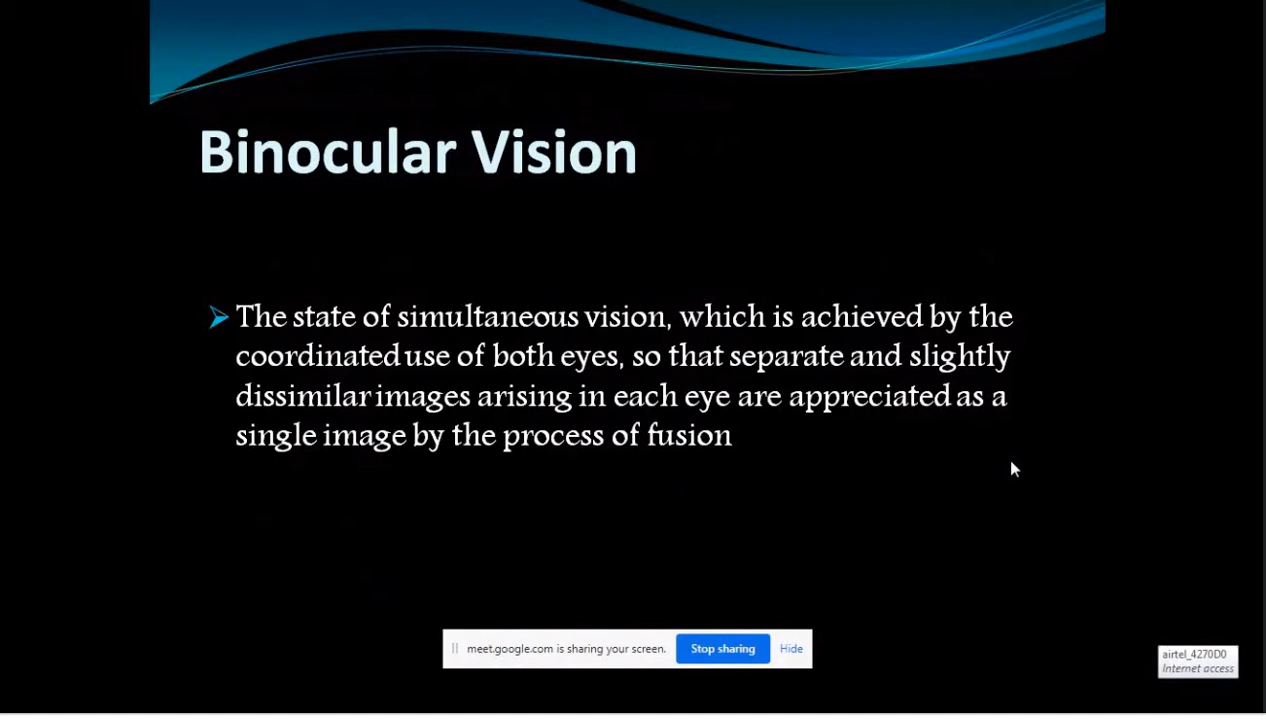 Binocular Vision
The state of simultaneous vision, which is achieved by the
coordinated use of both eyes, so that separate and slightly
dissimilar images arising in each eye are appreciated as a
single image by the process of fusion
meet.google.com is sharing your screen. Stop sharing Hide
airtel_4270D0
Internet access